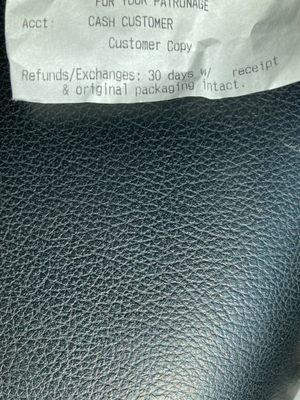 FOR YOUR PATRONAGE
Acct: CASH CUSTOMER
Customer Copy
Refunds/Exchanges: 30 days w/ receipt
& original packaging intact.